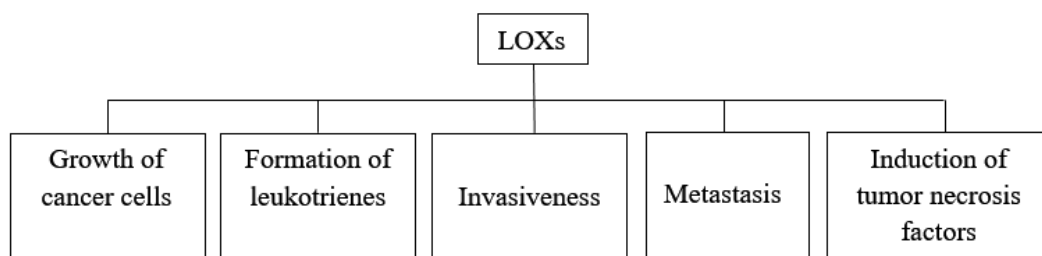 LOXs
Growth of
cancer cells
Formation of
leukotrienes
Invasiveness
Metastasis
Induction of
tumor necrosis
factors